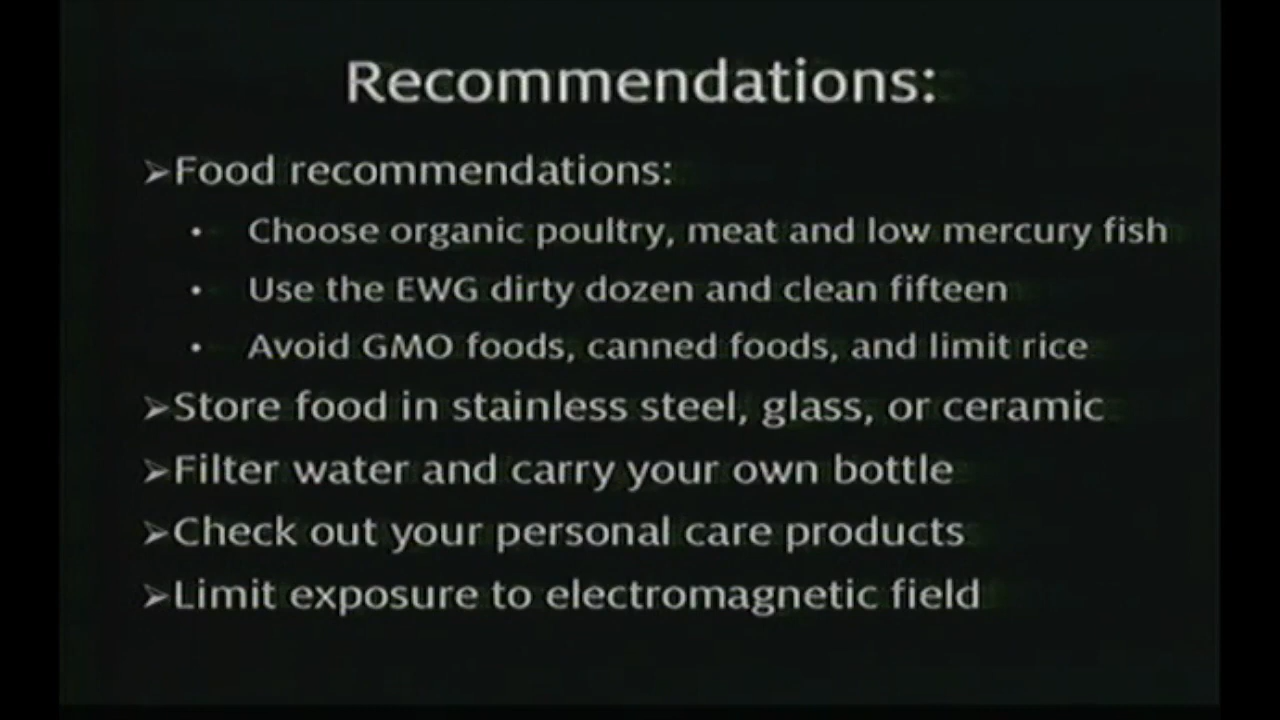 Recommendations:
➢Food recommendations:
• Choose organic poultry, meat and low mercury fish
• Use the EWG dirty dozen and clean fifteen
• Avoid GMO foods, canned foods, and limit rice
➢Store food in stainless steel, glass, or ceramic
➢Filter water and carry your own bottle
➢Check out your personal care products
➢Limit exposure to electromagnetic field